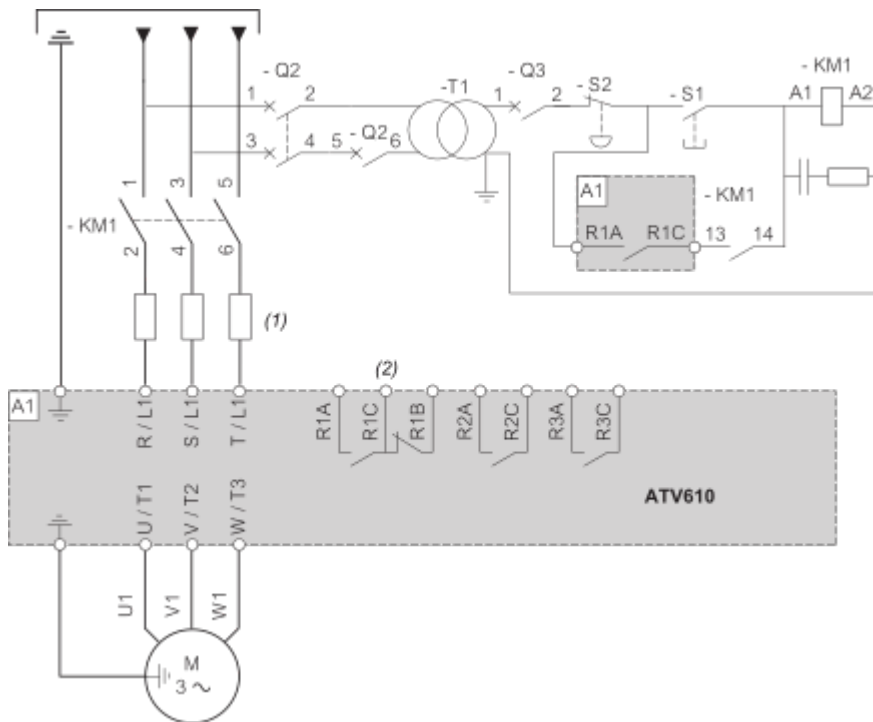 - Q2
-T1
- Q3
- S2
- S1
- KM1
1 2
1 2
A1 A2
3 4 5 - Q2 6
1 3 5
- KM1
2 4 6
A1
- KM1
R1A R1C 13 14
(1)
(2)
A1
R / L1
S / L1
T / L1
R1A
R1C
R1B
R2A
R2C
R3A
R3C
U / T1
V / T2
W / T3
ATV610
U1
V1
W1
M
3 ~